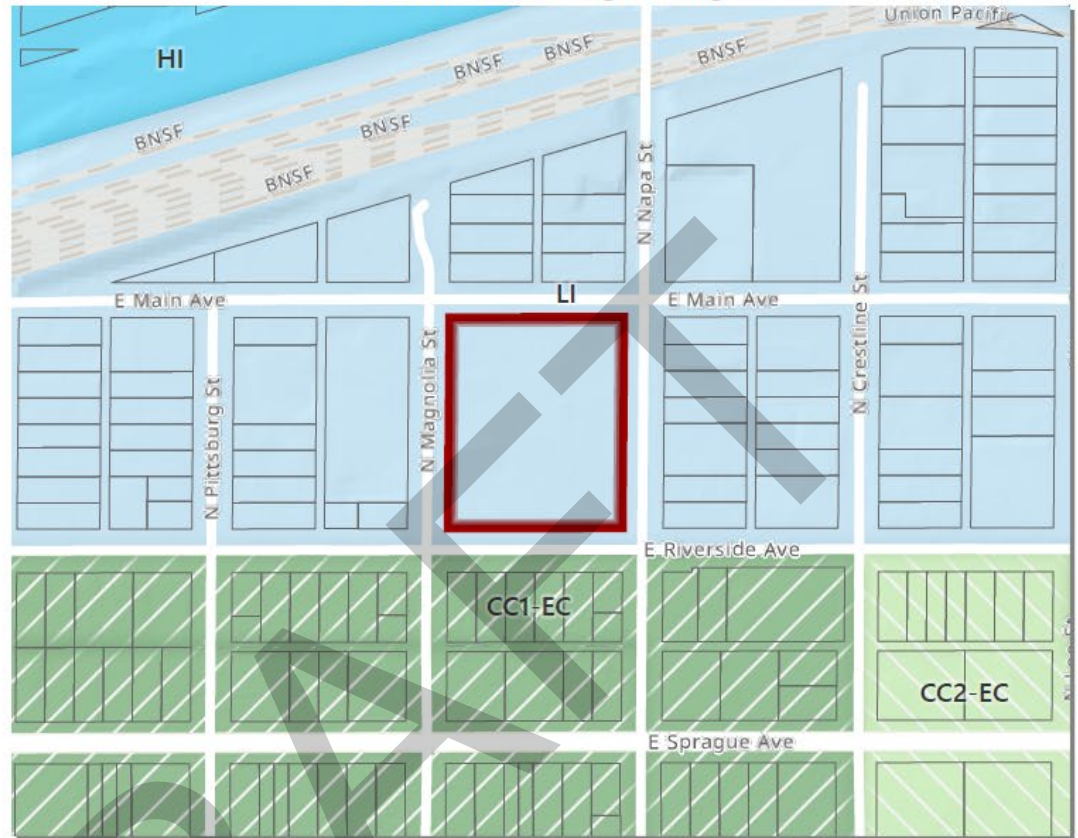 Union Pacific
HI
BNSF
BNSF
BNSF
BNSF
BNSF
BNSF
N Napa St
E Main Ave
LI
E Main Ave
N Pittsburg St
N Magnolia St
N Crestline St
E Riverside Ave
CC1-EC
CC2-EC
E Sprague Ave